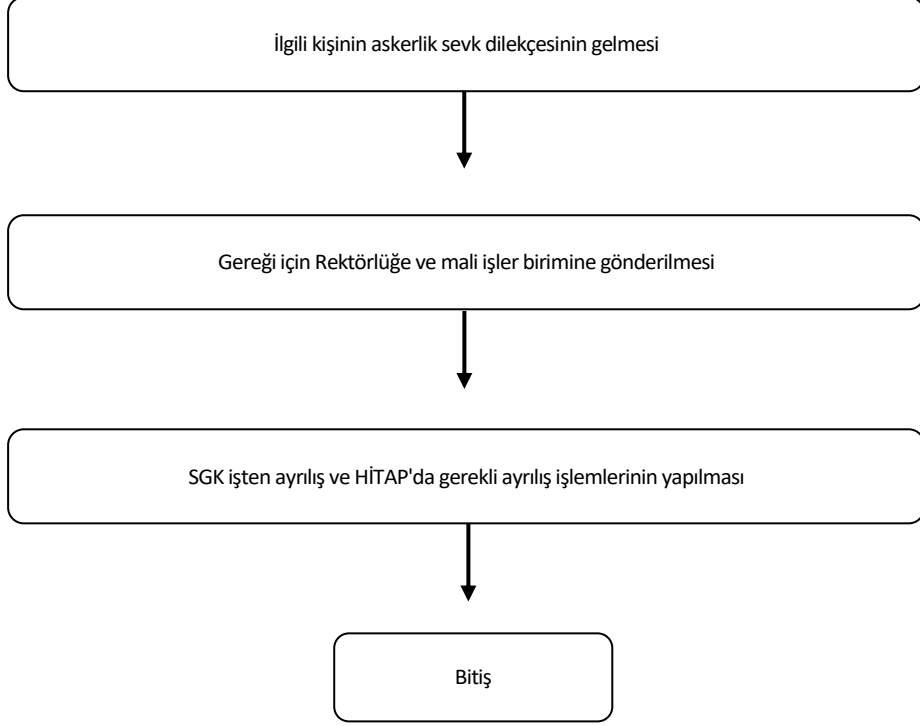 İlgili kişinin askerlik sevk dilekçesinin gelmesi
Gereği için Rektörlüğe ve mali işler birimine gönderilmesi
SGK işten ayrılış ve HİTAP'da gerekli ayrılış işlemlerinin yapılması
Bitiş